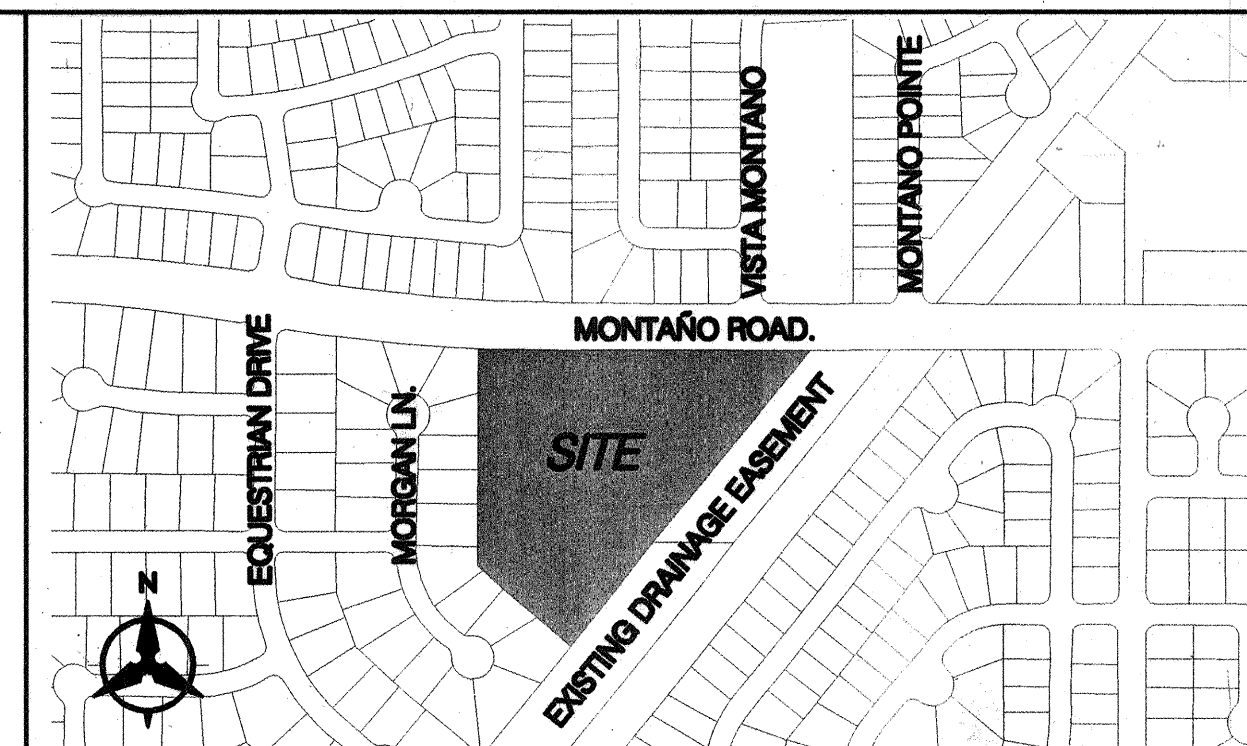 VISTA MONTANO
MONTANO POINTE
MONTAÑO ROAD.
EQUESTRIAN DRIVE
MORGAN LN.
SITE
EXISTING DRAINAGE EASEMENT
N